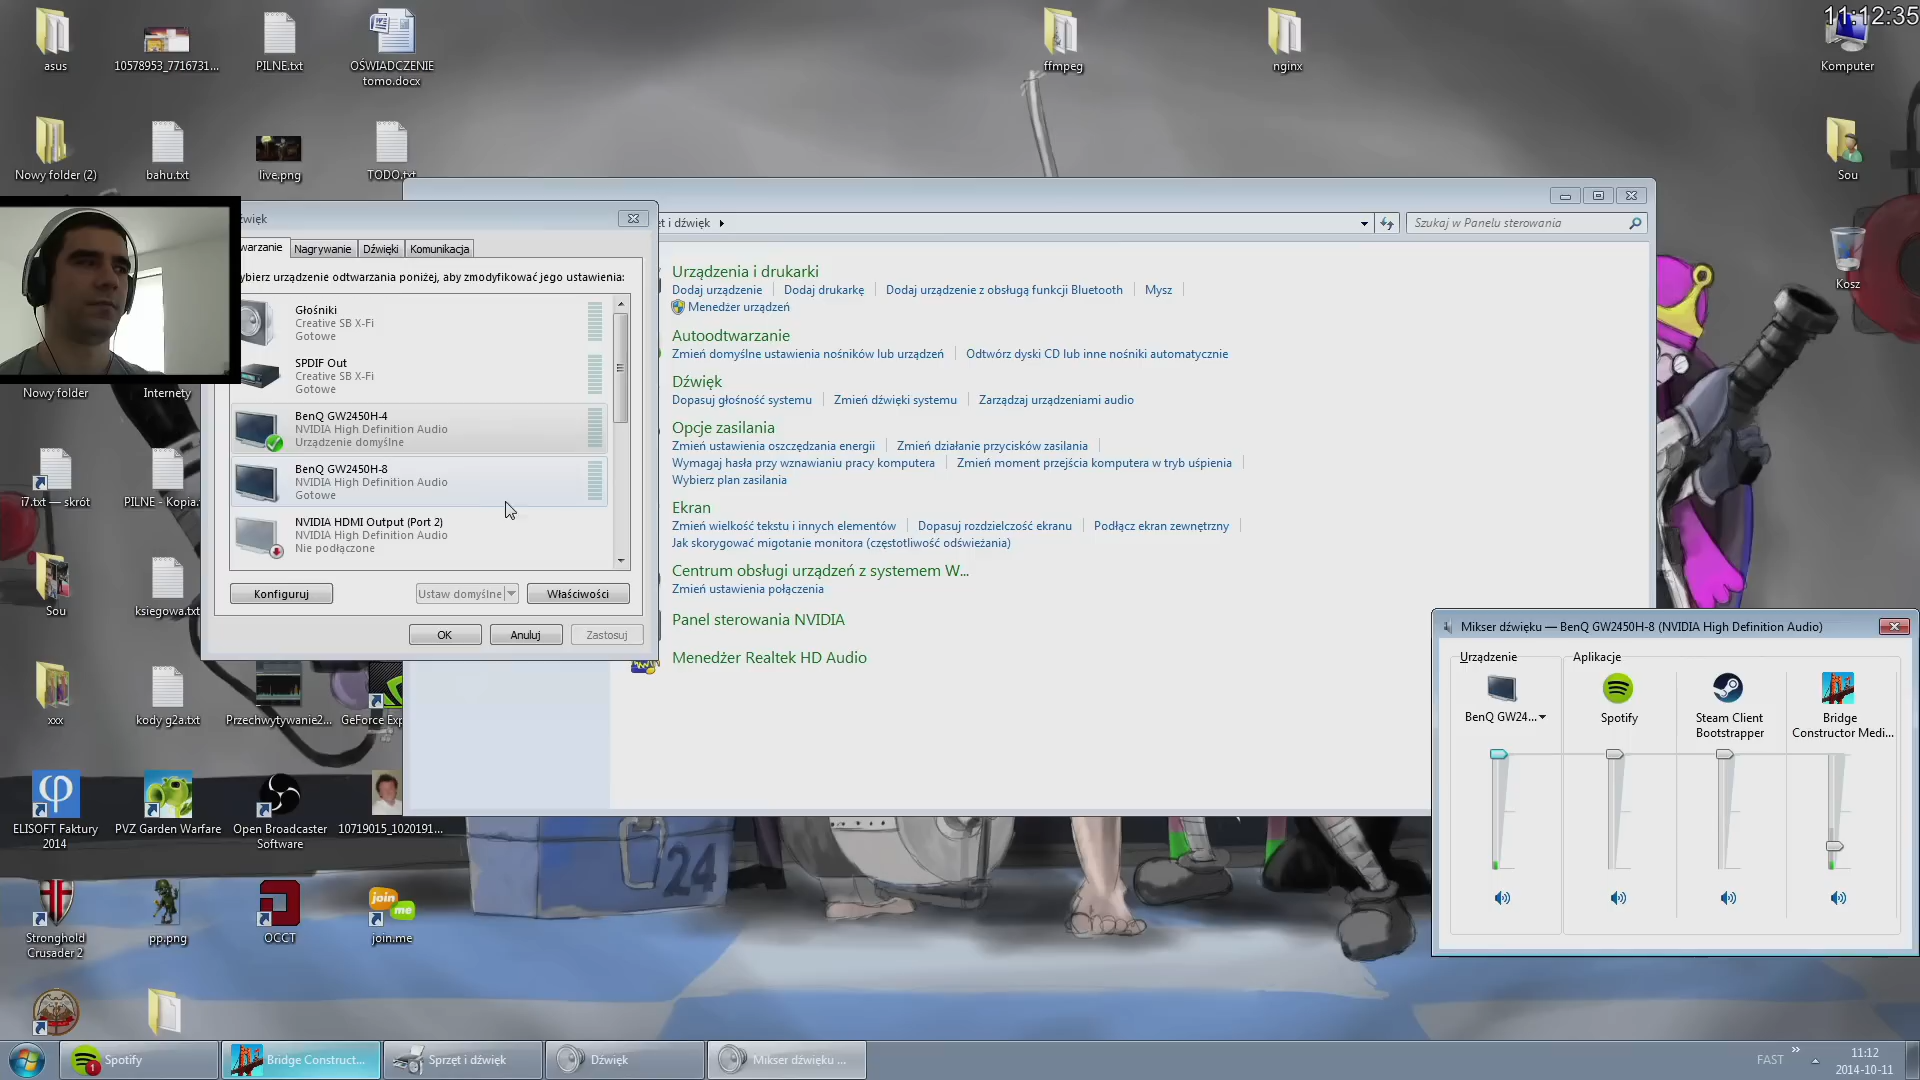 11:12:35
asus
10578953_7716731...
PILNE.txt
OŚWIADCZENIE
tomo.docx
ffmpeg
nginx
Komputer
Nowy folder (2)
bahu.txt
live.png
TODO.txt
Sou
Kosz
Nowy folder
Internety
i7.txt — skrót
PILNE - Kopia.
Sou
ksiegowa.txt
xxx
kody g2a.txt
Przechwytywanie2...
GeForce Exp
ELISOFT Faktury
2014
PVZ Garden Warfare
Open Broadcaster
Software
10719015_1020191...
24
Stronghold
Crusader 2
pp.png
OCCT
join.me
join
me
źwięk
warzanie
Nagrywanie
Dźwięki
Komunikacja
ybierz urządzenie odtwarzania poniżej, aby zmodyfikować jego ustawienia:
Głośniki
Creative SB X-Fi
Gotowe
SPDIF Out
Creative SB X-Fi
Gotowe
BenQ GW2450H-4
NVIDIA High Definition Audio
Urządzenie domyślne
BenQ GW2450H-8
NVIDIA High Definition Audio
Gotowe
NVIDIA HDMI Output (Port 2)
NVIDIA High Definition Audio
Nie podłączone
Konfiguruj
Ustaw domyślne
Właściwości
OK
Anuluj
Zastosuj
ęt i dźwięk
Szukaj w Panelu sterowania
Urządzenia i drukarki
Dodaj urządzenie
Dodaj drukarkę
Dodaj urządzenie z obsługą funkcji Bluetooth
Mysz
Menedżer urządzeń
Autoodtwarzanie
Zmień domyślne ustawienia nośników lub urządzeń
Odtwórz dyski CD lub inne nośniki automatycznie
Dźwięk
Dopasuj głośność systemu
Zmień dźwięki systemu
Zarządzaj urządzeniami audio
Opcje zasilania
Zmień ustawienia oszczędzania energii
Zmień działanie przycisków zasilania
Wymagaj hasła przy wznawianiu pracy komputera
Zmień moment przejścia komputera w tryb uśpienia
Wybierz plan zasilania
Ekran
Zmień wielkość tekstu i innych elementów
Dopasuj rozdzielczość ekranu
Podłącz ekran zewnętrzny
Jak skorygować migotanie monitora (częstotliwość odświeżania)
Centrum obsługi urządzeń z systemem W...
Zmień ustawienia połączenia
Panel sterowania NVIDIA
Menedżer Realtek HD Audio
Mikser dźwięku — BenQ GW2450H-8 (NVIDIA High Definition Audio)
Urządzenie
Aplikacje
BenQ GW24...
Spotify
Steam Client
Bootstrapper
Bridge
Constructor Medi...
1
Spotify
Bridge Construct...
Sprzęt i dźwięk
Dźwięk
Mikser dźwięku ...
FAST
11:12
2014-10-11